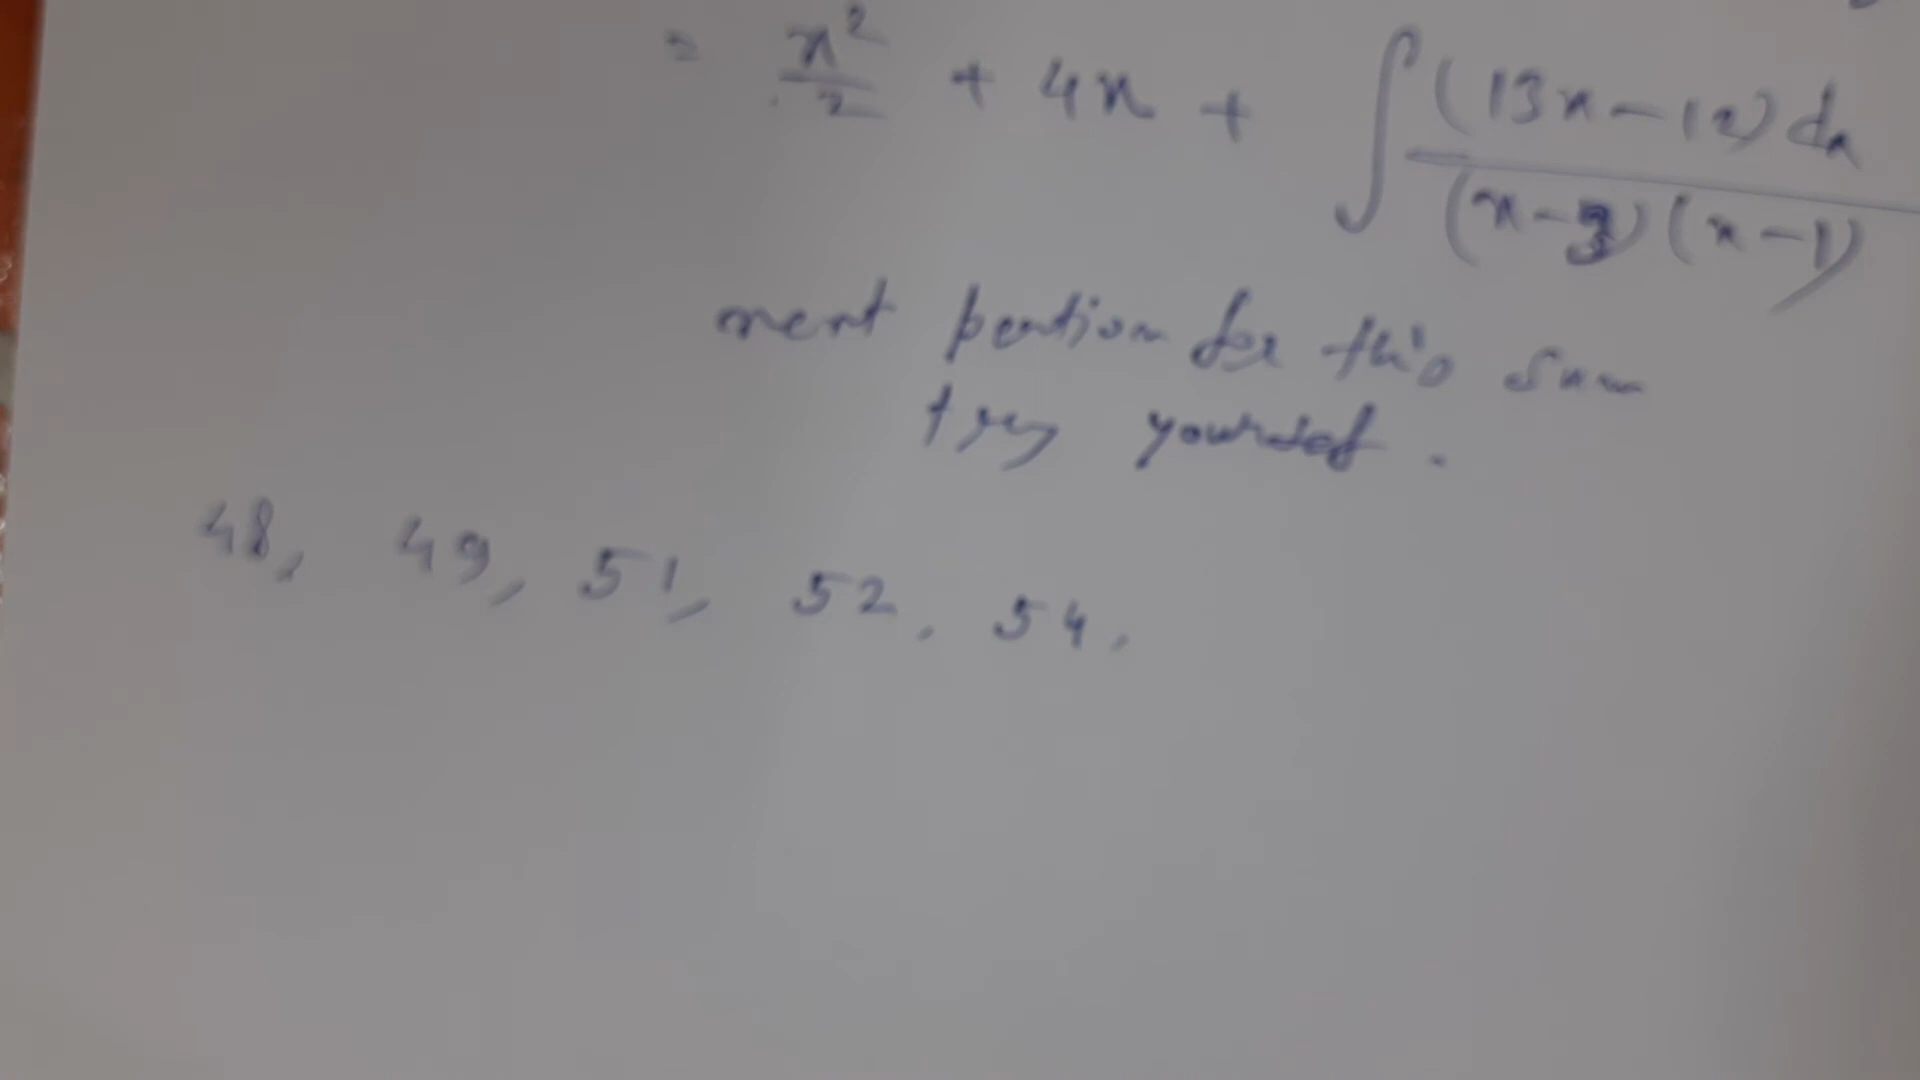 = x²/2 + 4x + ∫ (13x-12) dx / (x-3)(x-1)
next portion for this sum
try yourself.
48, 49, 51, 52, 54,